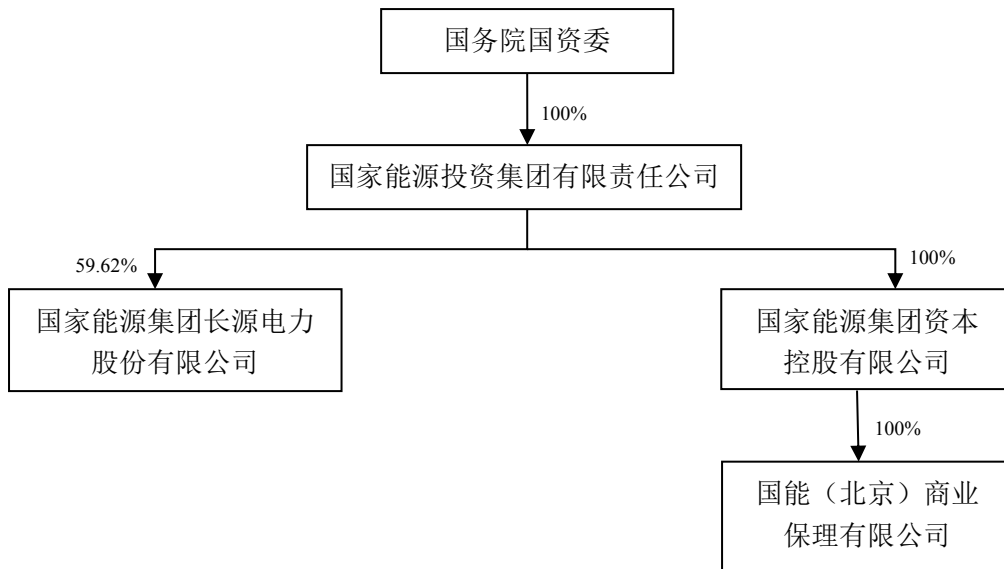 国务院国资委
100%
国家能源投资集团有限责任公司
59.62%
100%
国家能源集团长源电力
股份有限公司
国家能源集团资本
控股有限公司
100%
国能（北京）商业
保理有限公司